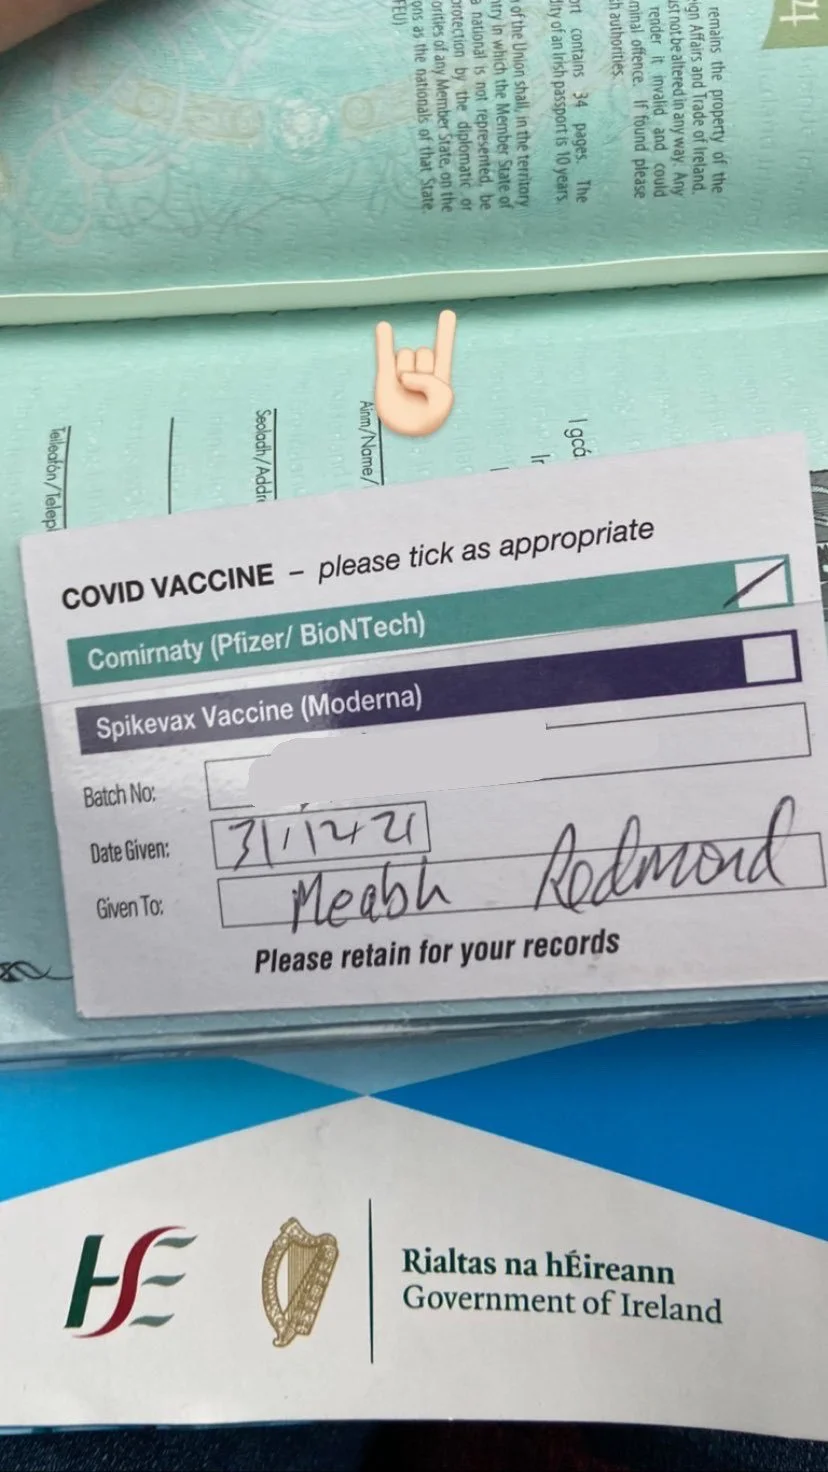 24
remains the property of the
ign Affairs and Trade of Ireland.
ust not be altered in any way. Any
render it invalid and could
minal offence. If found please
h authorities.
ort contains 34 pages. The
lity of an Irish passport is 10 years.
of the Union shall, in the territory
ntry in which the Member State of
a national is not represented, be
protection by the diplomatic or
orities of any Member State, on the
ons as the nationals of that State.
FEU)
I gcá
Ir
Ainm/Name/
Seoladh/Addre
Teileafón/Telep
COVID VACCINE – please tick as appropriate
Comirnaty (Pfizer/ BioNTech)
Spikevax Vaccine (Moderna)
Batch No:
Date Given: 31/12/21
Given To: Meabh Redmond
Please retain for your records
HSE
Rialtas na hÉireann
Government of Ireland